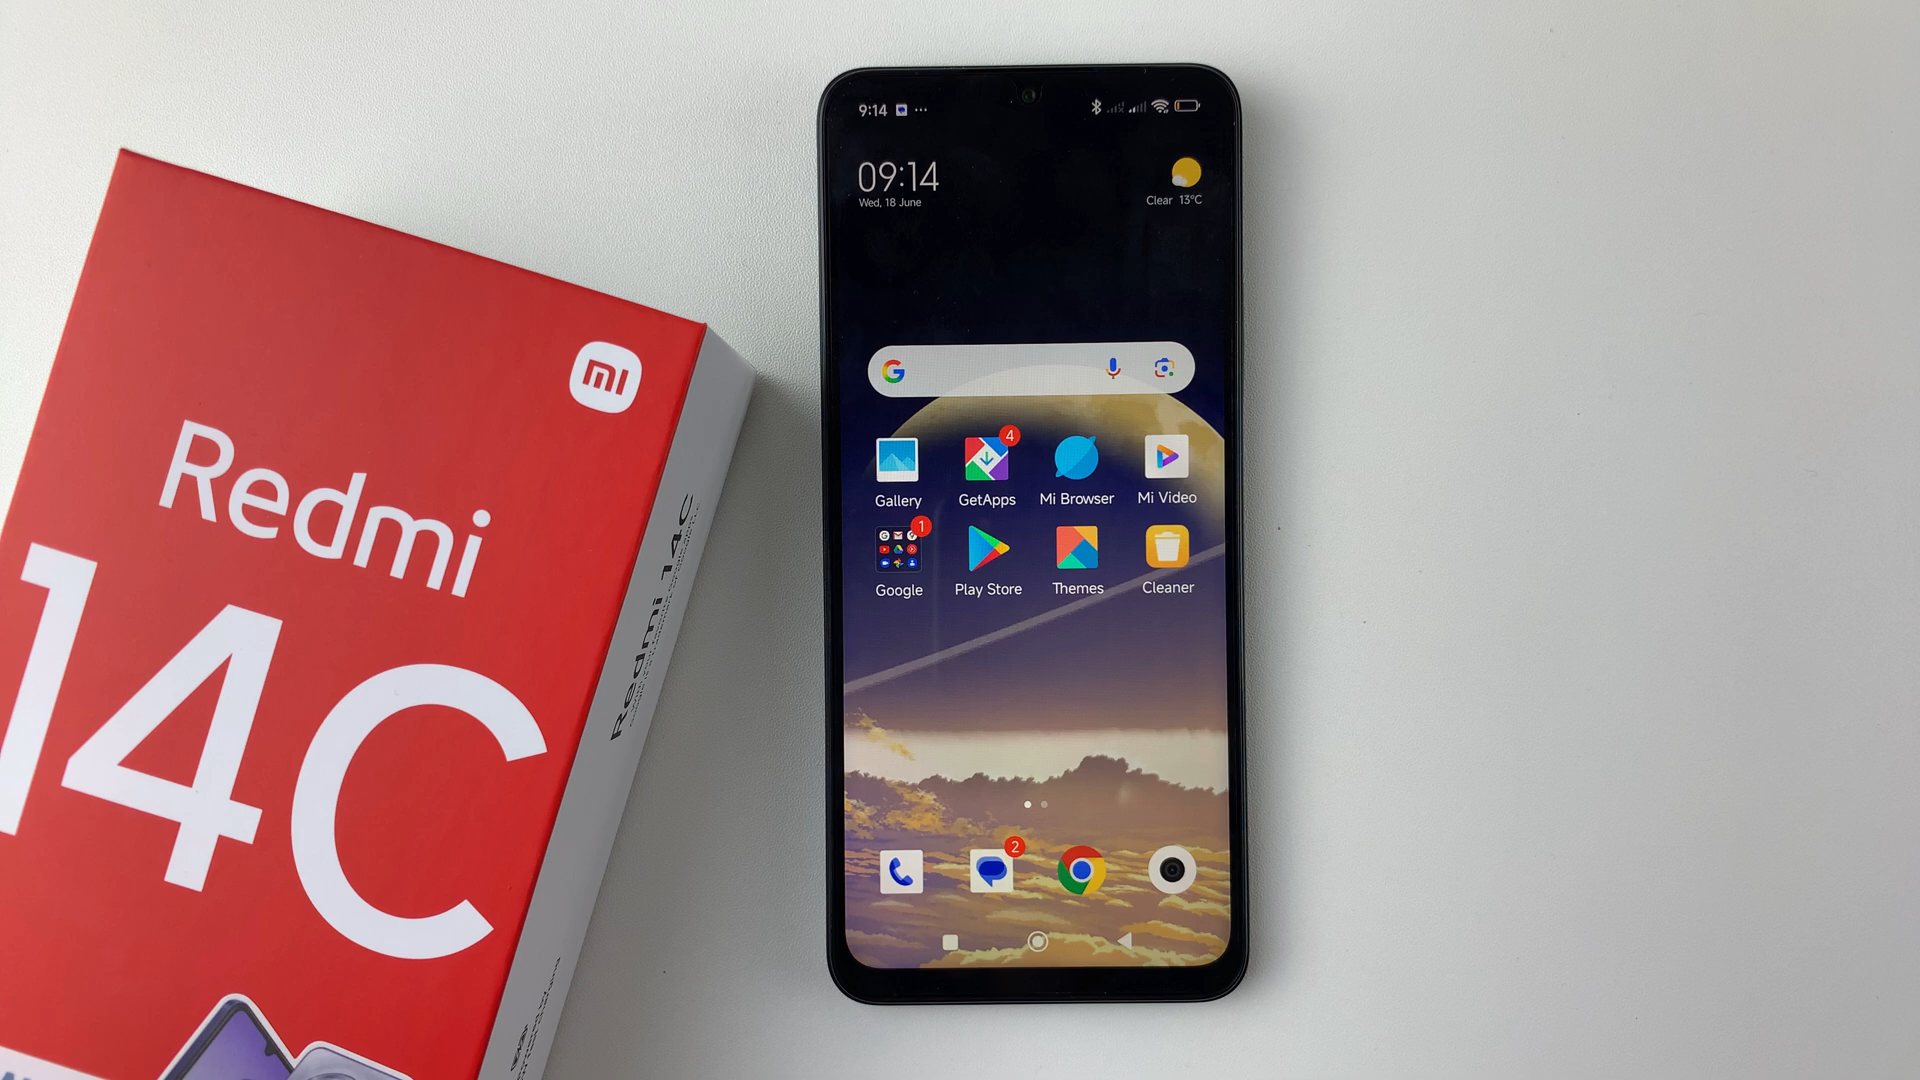 mi
Redmi
14C
Redmi 14C
9:14
09:14
Wed, 18 June
Clear 13°C
G
4
Gallery
GetApps
Mi Browser
Mi Video
1
Google
Play Store
Themes
Cleaner
2